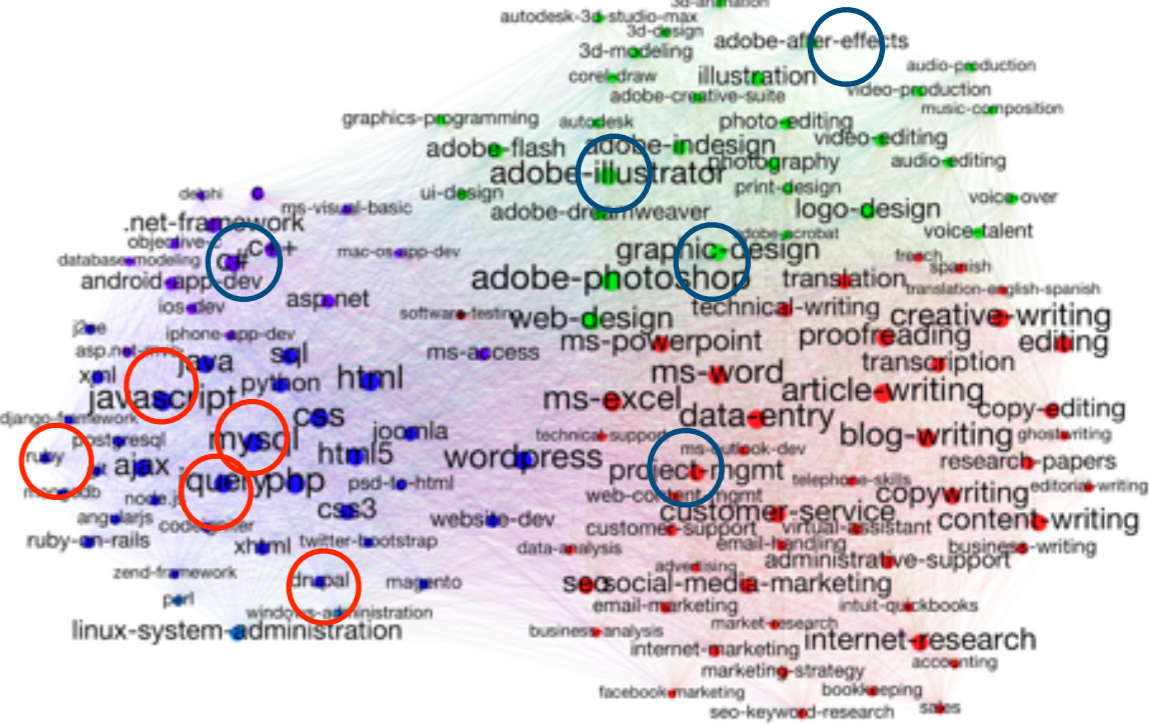 3d-animation
autodesk-3d-studio-max
3d-design
adobe-after-effects
3d-modeling
audio-production
corel-draw
illustration
video-production
adobe-creative-suite
music-composition
graphics-programming
autodesk
photo-editing
video-editing
adobe-flash
adobe-indesign
photography
audio-editing
adobe-illustrator
print-design
delphi
ui-design
voice-over
ms-visual-basic
adobe-dreamweaver
logo-design
.net-framework
adobe-acrobat
voice-talent
objective-c
c++
mac-os-app-dev
graphic-design
french
database-modeling
c#
spanish
android-app-dev
adobe-photoshop
translation
translation-english-spanish
ios-dev
asp.net
software-testing
web-design
technical-writing
creative-writing
j2ee
iphone-app-dev
ms-powerpoint
proofreading
editing
java
sql
ms-access
transcription
xml
python
html
ms-word
article-writing
javascript
ms-excel
data-entry
copy-editing
django-framework
css
postgresql
mysql
joomla
technical-support
blog-writing
ghostwriting
ruby
ajax
html5
wordpress
ms-outlook-dev
project-mgmt
research-papers
mongodb
node.js
jquery
php
psd-to-html
web-content-mgmt
telephone-skills
copywriting
editorial-writing
angularjs
codeigniter
css3
website-dev
customer-service
customer-support
virtual-assistant
content-writing
ruby-on-rails
xhtml
twitter-bootstrap
data-analysis
email-handling
business-writing
administrative-support
zend-framework
drupal
magento
advertising
seo
social-media-marketing
perl
windows-administration
email-marketing
intuit-quickbooks
linux-system-administration
business-analysis
market-research
internet-research
internet-marketing
accounting
marketing-strategy
facebook-marketing
bookkeeping
seo-keyword-research
sales